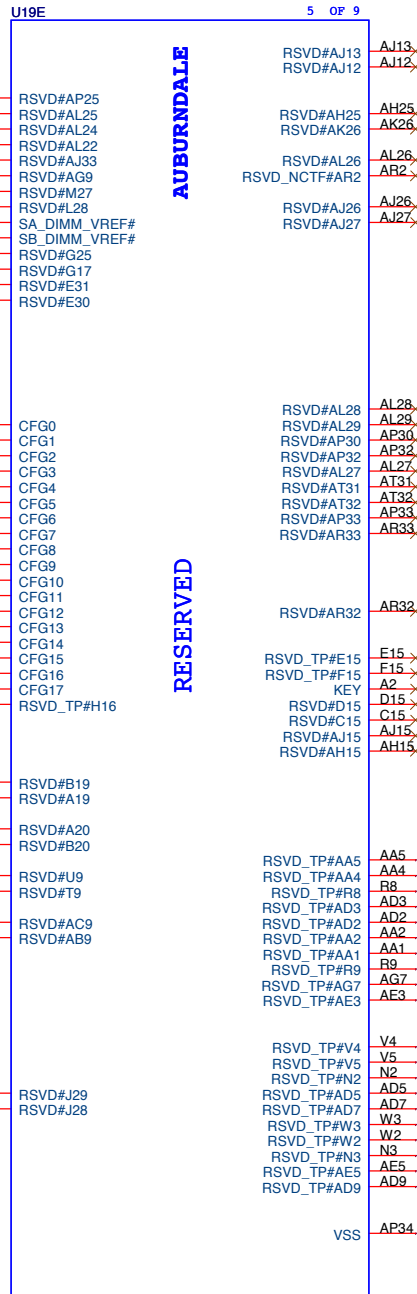 U19E
5 OF 9
AUBURNDALE
RSVD#AJ13 AJ13
RSVD#AJ12 AJ12
RSVD#AP25
RSVD#AL25 RSVD#AH25 AH25
RSVD#AL24 RSVD#AK26 AK26
RSVD#AL22
RSVD#AJ33 RSVD#AL26 AL26
RSVD#AG9 RSVD_NCTF#AR2 AR2
RSVD#M27
RSVD#L28 RSVD#AJ26 AJ26
SA_DIMM_VREF# RSVD#AJ27 AJ27
SB_DIMM_VREF#
RSVD#G25
RSVD#G17
RSVD#E31
RSVD#E30
RSVD#AL28 AL28
CFG0 RSVD#AL29 AL29
CFG1 RSVD#AP30 AP30
CFG2 RSVD#AP32 AP32
CFG3 RSVD#AL27 AL27
CFG4 RSVD#AT31 AT31
CFG5 RSVD#AT32 AT32
CFG6 RSVD#AP33 AP33
CFG7 RSVD#AR33 AR33
CFG8
CFG9
CFG10
CFG11
CFG12 RSVD#AR32 AR32
CFG13
CFG14
CFG15 RSVD_TP#E15 E15
CFG16 RSVD_TP#F15 F15
CFG17 KEY A2
RSVD_TP#H16 RSVD#D15 D15
RSVD#C15 C15
RSVD#AJ15 AJ15
RSVD#AH15 AH15
RESERVED
RSVD#B19
RSVD#A19
RSVD#A20
RSVD#B20
RSVD_TP#AA5 AA5
RSVD#U9 RSVD_TP#AA4 AA4
RSVD#T9 RSVD_TP#R8 R8
RSVD_TP#AD3 AD3
RSVD#AC9 RSVD_TP#AD2 AD2
RSVD#AB9 RSVD_TP#AA2 AA2
RSVD_TP#AA1 AA1
RSVD_TP#R9 R9
RSVD_TP#AG7 AG7
RSVD_TP#AE3 AE3
RSVD_TP#V4 V4
RSVD_TP#V5 V5
RSVD_TP#N2 N2
RSVD#J29 RSVD_TP#AD5 AD5
RSVD#J28 RSVD_TP#AD7 AD7
RSVD_TP#W3 W3
RSVD_TP#W2 W2
RSVD_TP#N3 N3
RSVD_TP#AE5 AE5
RSVD_TP#AD9 AD9
VSS AP34